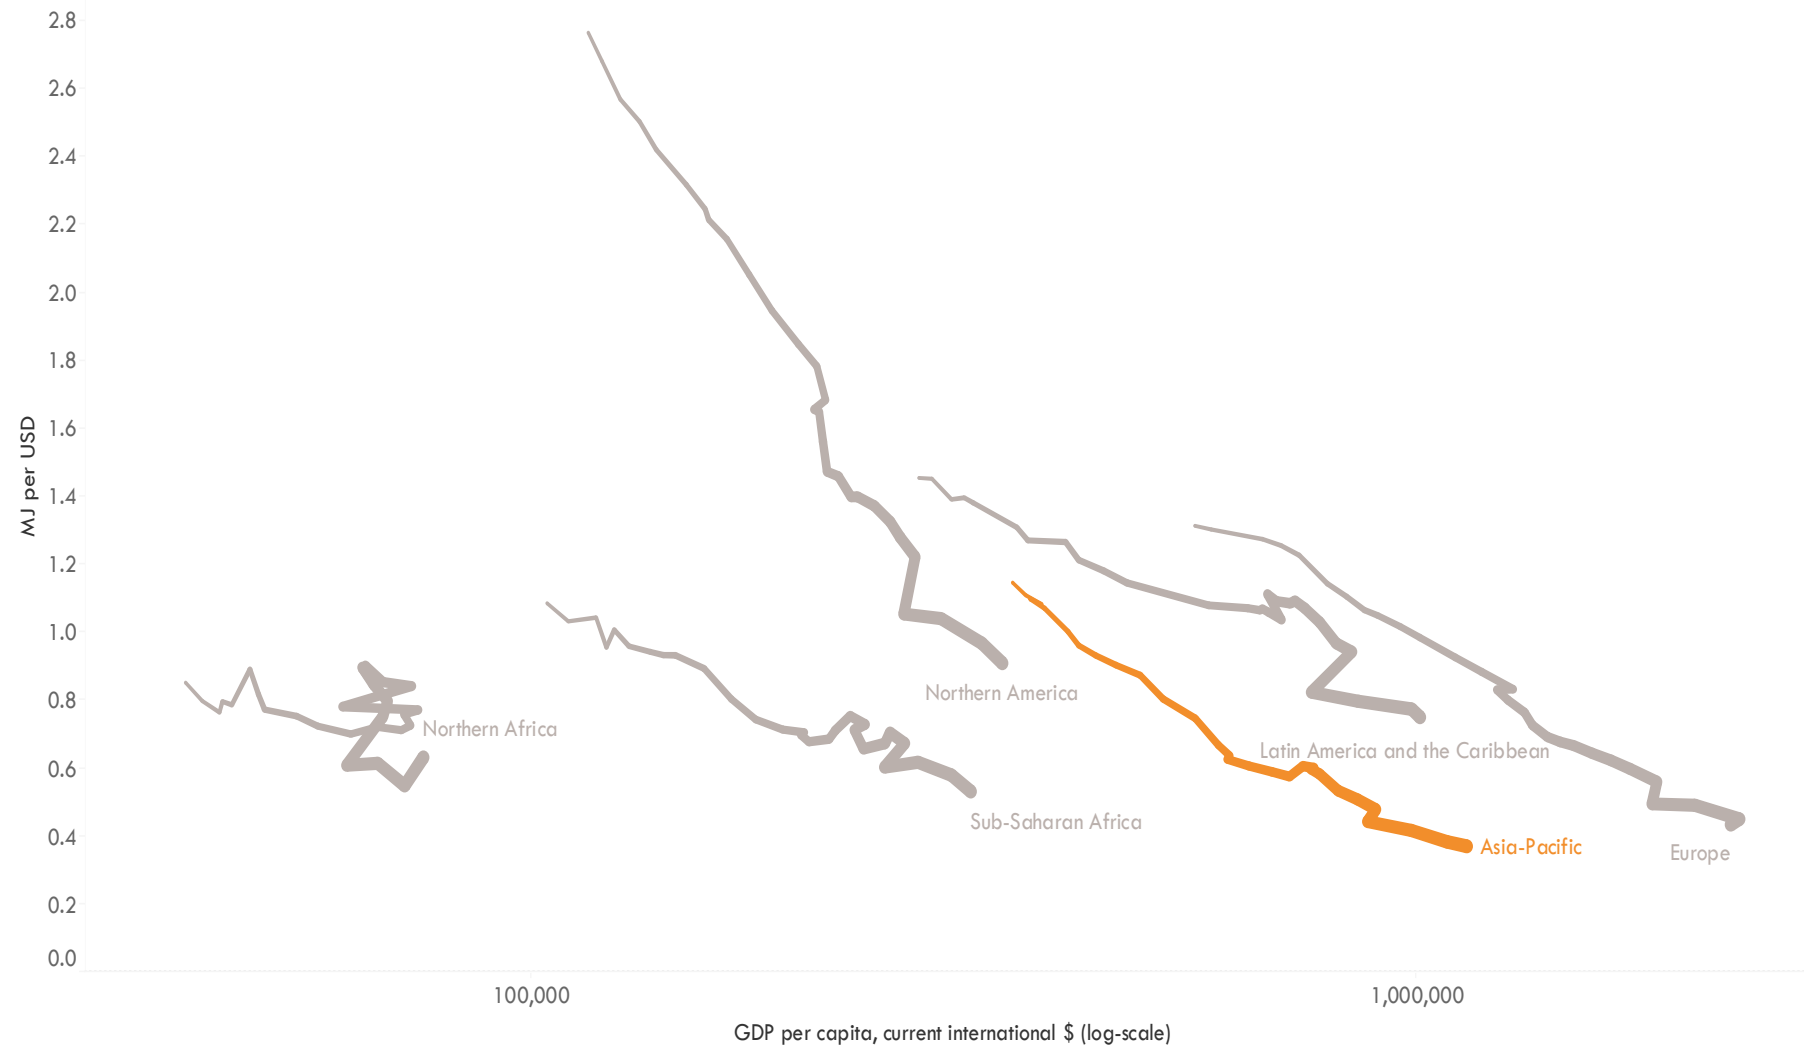 2.8
2.6
2.4
2.2
2.0
1.8
1.6
1.4
1.2
1.0
0.8
0.6
0.4
0.2
0.0
MJ per USD
Northern America
Northern Africa
Latin America and the Caribbean
Sub-Saharan Africa
Asia-Pacific
Europe
100,000
1,000,000
GDP per capita, current international $ (log-scale)